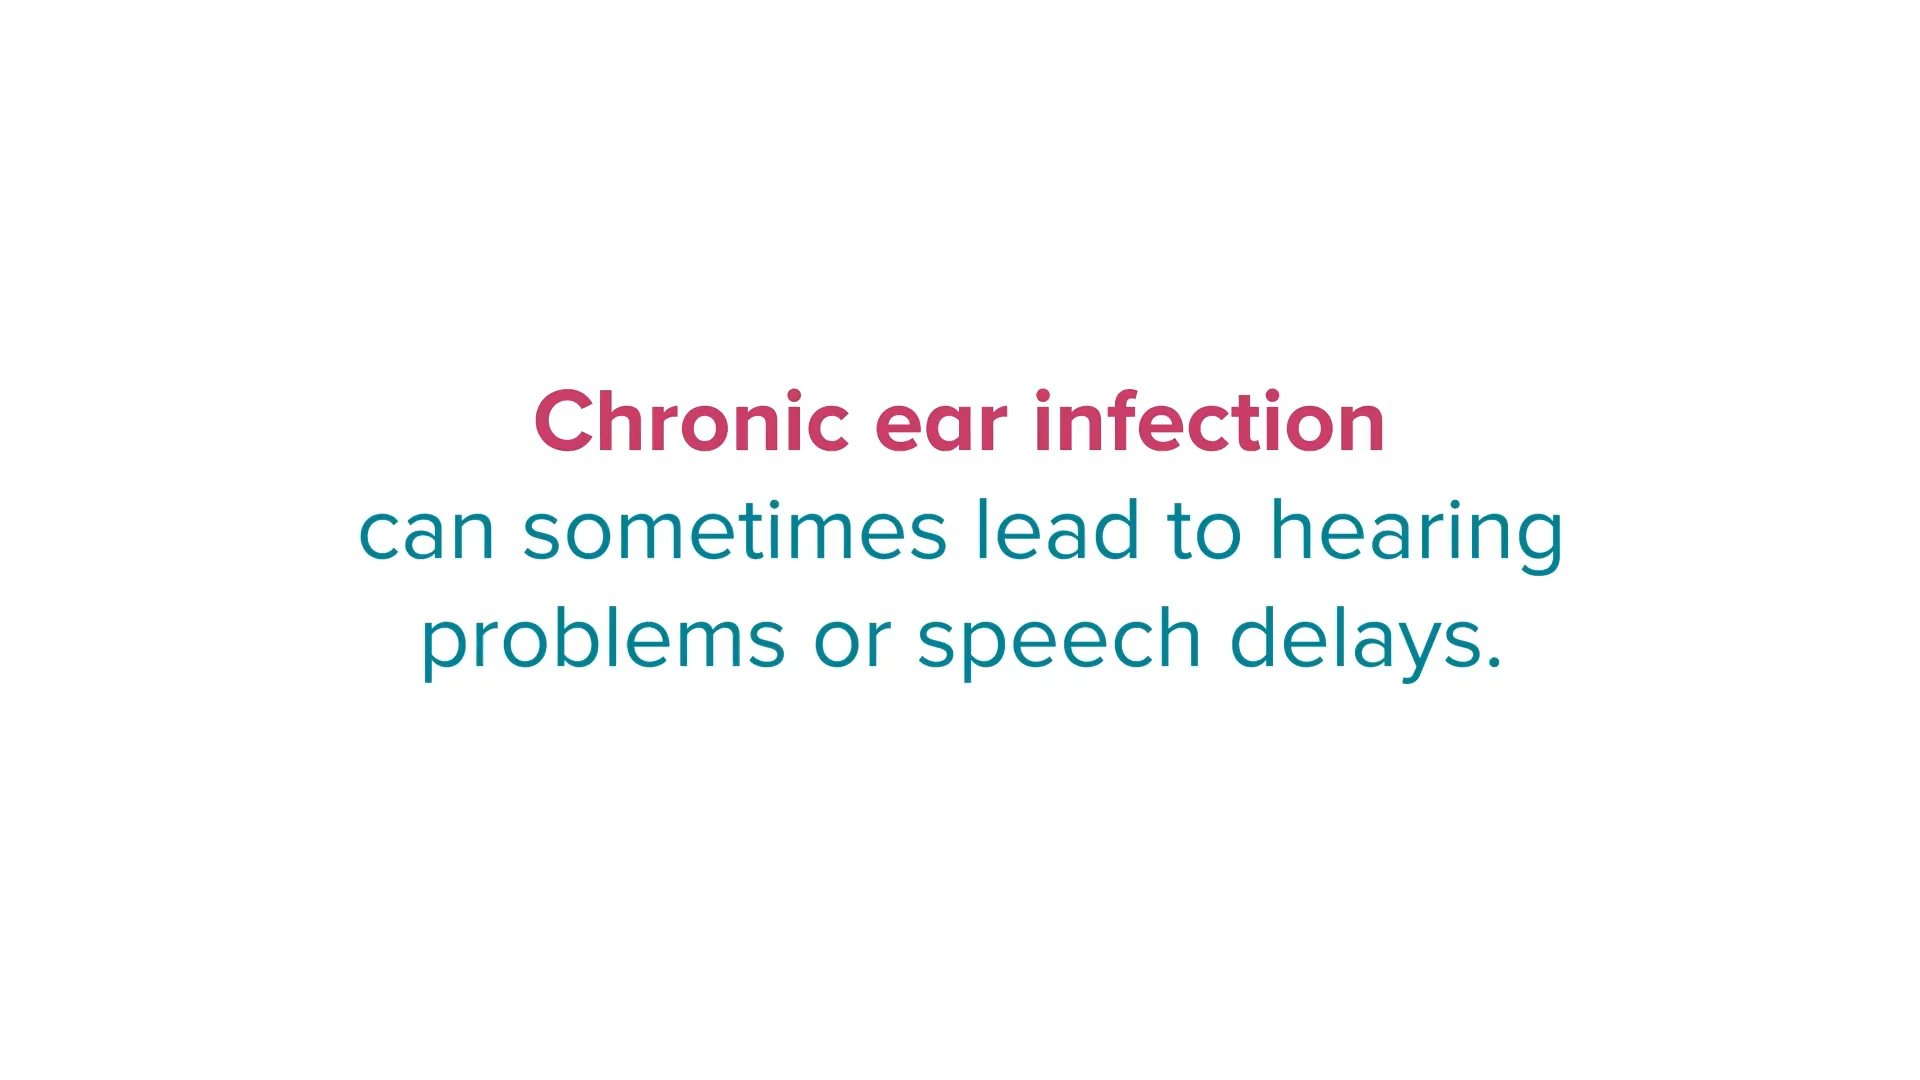 Chronic ear infection
can sometimes lead to hearing
problems or speech delays.